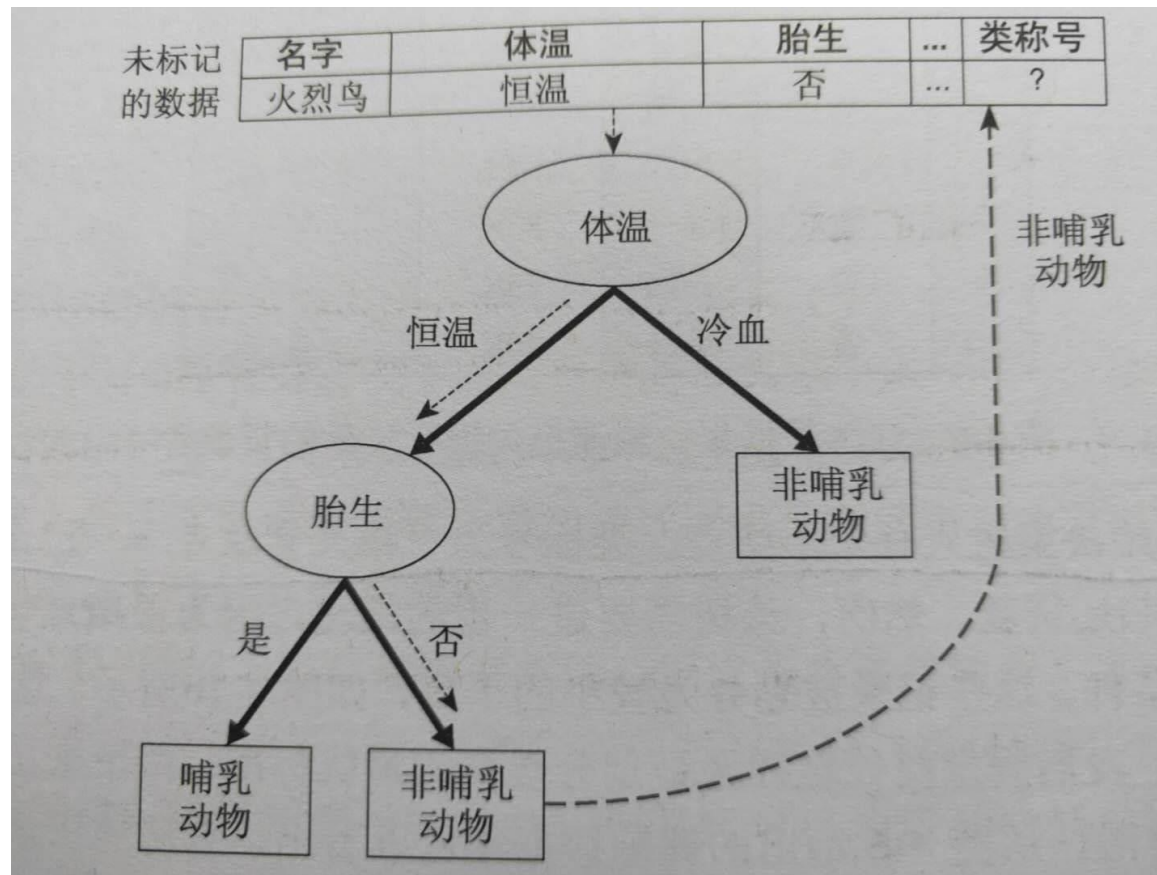 未标记
的数据
名字 体温 胎生 ... 类称号
火烈鸟 恒温 否 ... ?
体温
非哺乳
动物
恒温 冷血
胎生
非哺乳
动物
是 否
哺乳
动物
非哺乳
动物